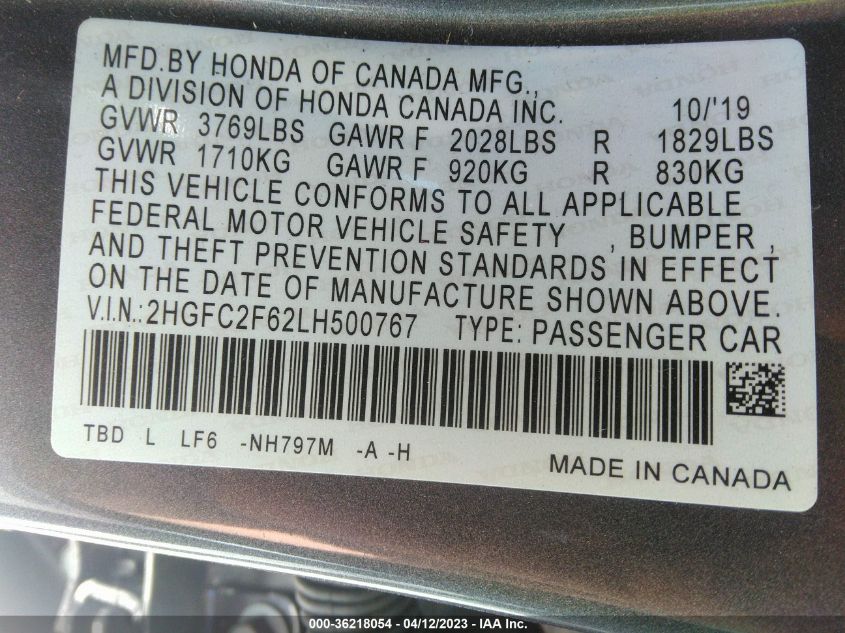 MFD.BY HONDA OF CANADA MFG.,
A DIVISION OF HONDA CANADA INC. 10/'19
GVWR 3769LBS GAWR F 2028LBS R 1829LBS
GVWR 1710KG GAWR F 920KG R 830KG
THIS VEHICLE CONFORMS TO ALL APPLICABLE
FEDERAL MOTOR VEHICLE SAFETY , BUMPER ,
AND THEFT PREVENTION STANDARDS IN EFFECT
ON THE DATE OF MANUFACTURE SHOWN ABOVE.
V.I.N.:2HGFC2F62LH500767 TYPE: PASSENGER CAR
TBD L LF6 -NH797M -A -H
MADE IN CANADA
000-36218054 - 04/12/2023 - IAA Inc.